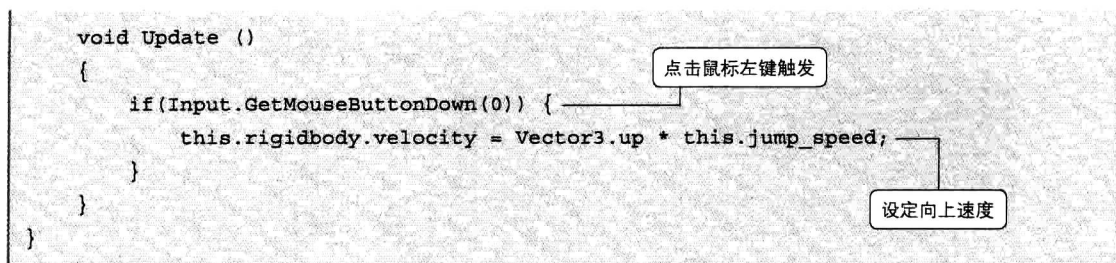 void Update ()
{
点击鼠标左键触发
if(Input.GetMouseButtonDown(0)) {
this.rigidbody.velocity = Vector3.up * this.jump_speed;
}
}
设定向上速度
}